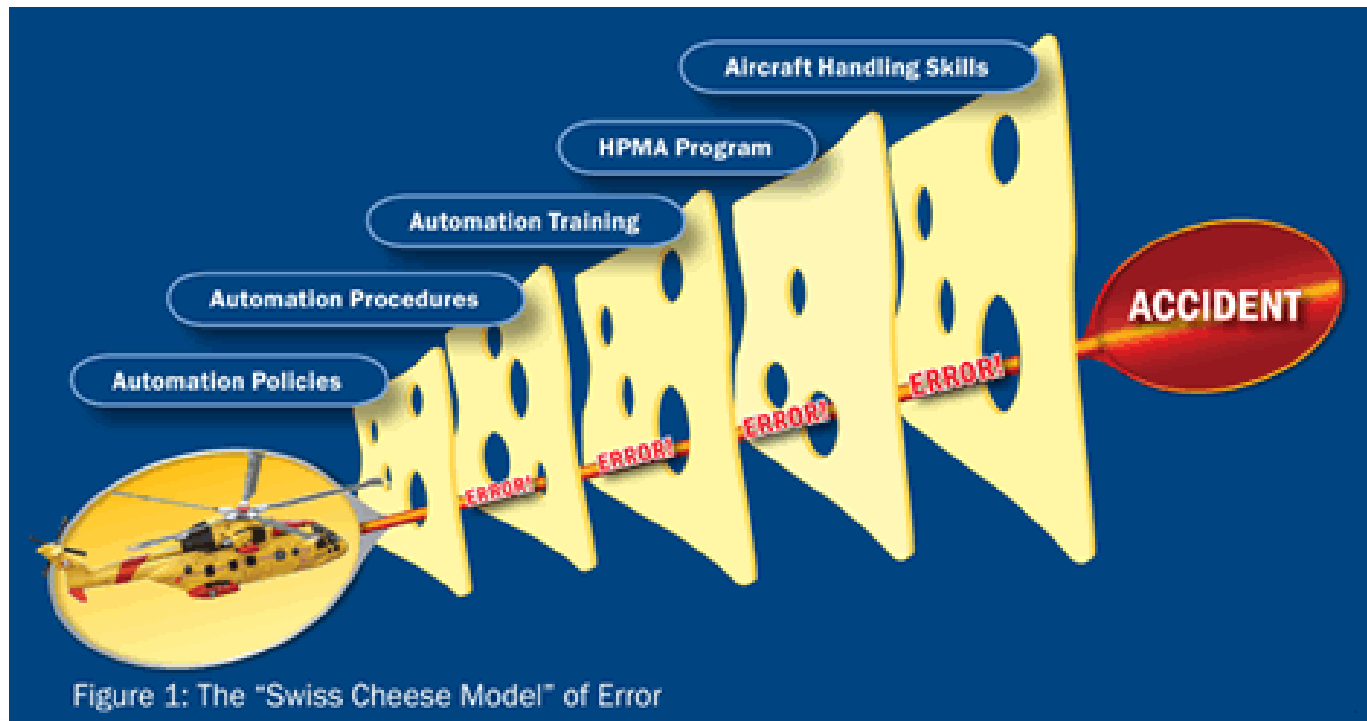 Aircraft Handling Skills
HPMA Program
Automation Training
Automation Procedures
Automation Policies
ACCIDENT
ERROR!
ERROR!
ERROR!
ERROR!
Figure 1: The “Swiss Cheese Model” of Error